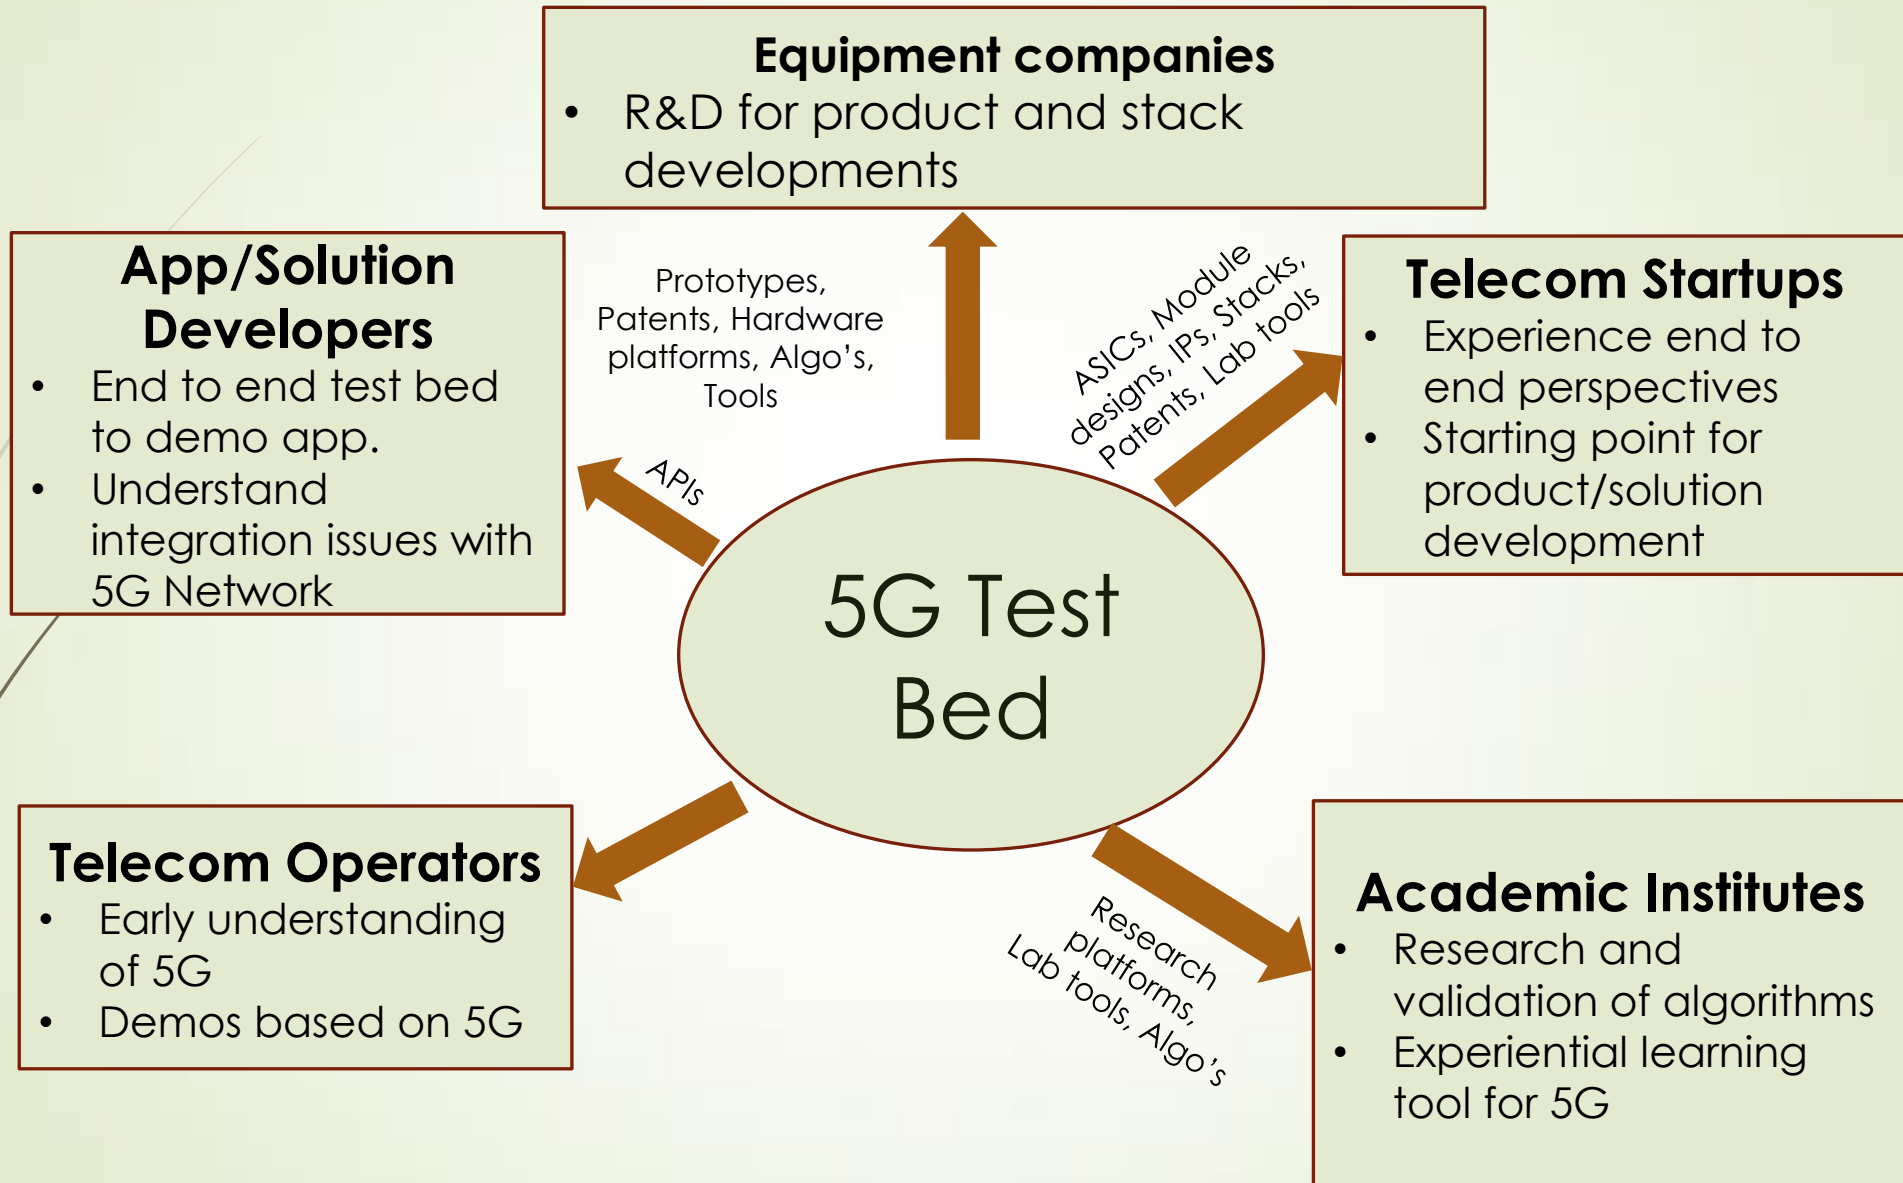 Equipment companies
• R&D for product and stack
developments
App/Solution
Developers
• End to end test bed
to demo app.
• Understand
integration issues with
5G Network
Prototypes,
Patents, Hardware
platforms, Algo's,
Tools
APIs
ASICs, Module
designs, IPs, Stacks,
Patents, Lab tools
Telecom Startups
• Experience end to
end perspectives
• Starting point for
product/solution
development
5G Test
Bed
Telecom Operators
• Early understanding
of 5G
• Demos based on 5G
Research
platforms,
Lab tools, Algo's
Academic Institutes
• Research and
validation of algorithms
• Experiential learning
tool for 5G